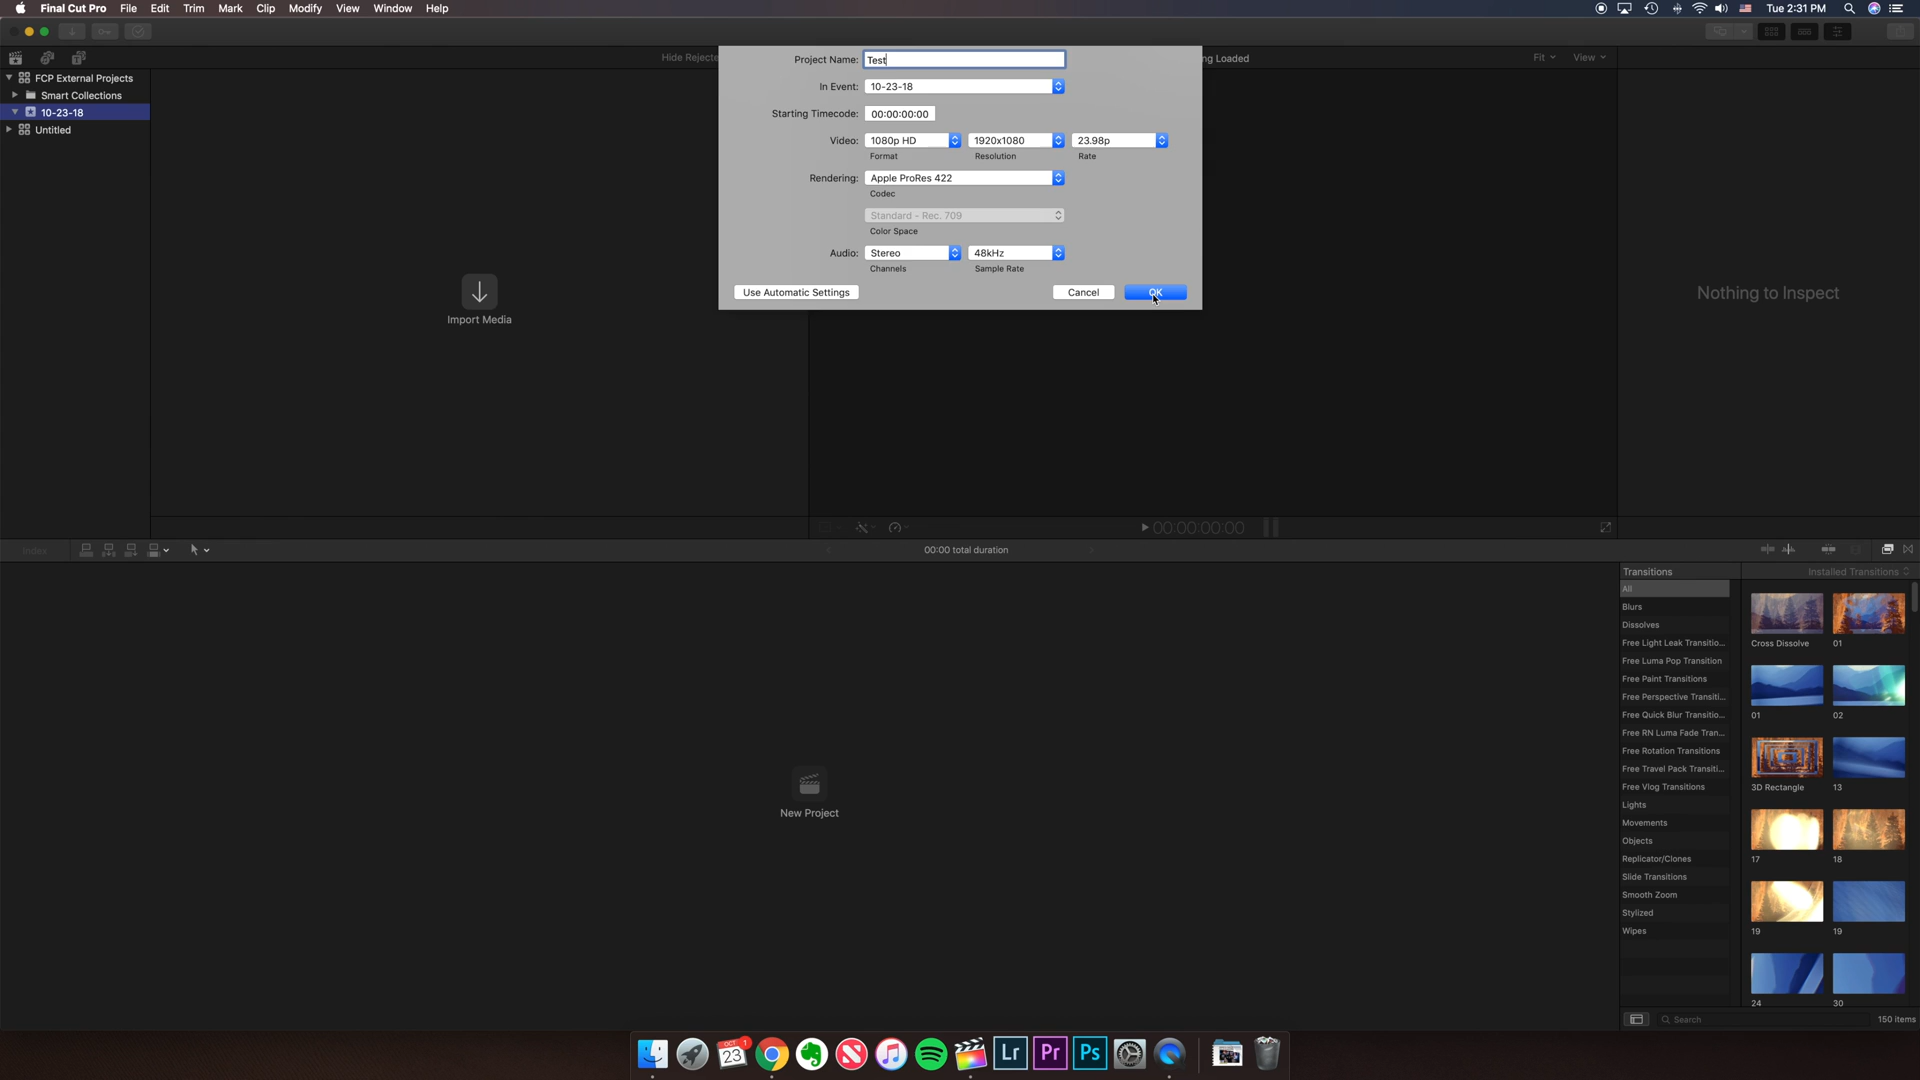 Final Cut Pro File Edit Trim Mark Clip Modify View Window Help Tue 2:31 PM
Hide Rejecte ng Loaded Fit View
FCP External Projects
Smart Collections
10-23-18
Untitled
Project Name: Test
In Event: 10-23-18
Starting Timecode: 00:00:00:00
Video: 1080p HD 1920x1080 23.98p
Format Resolution Rate
Rendering: Apple ProRes 422
Codec
Standard - Rec. 709
Color Space
Audio: Stereo 48kHz
Channels Sample Rate
Use Automatic Settings Cancel OK
Import Media
Nothing to Inspect
00:00:00:00
Index 00:00 total duration
New Project
Transitions Installed Transitions
All
Blurs
Dissolves
Free Light Leak Transitio...
Free Luma Pop Transition
Free Paint Transitions
Free Perspective Transiti...
Free Quick Blur Transitio...
Free RN Luma Fade Tran...
Free Rotation Transitions
Free Travel Pack Transiti...
Free Vlog Transitions
Lights
Movements
Objects
Replicator/Clones
Slide Transitions
Smooth Zoom
Stylized
Wipes
Cross Dissolve 01
01 02
3D Rectangle 13
17 18
19 19
24 30
Search 150 items
OCT 23 1 Lr Pr Ps